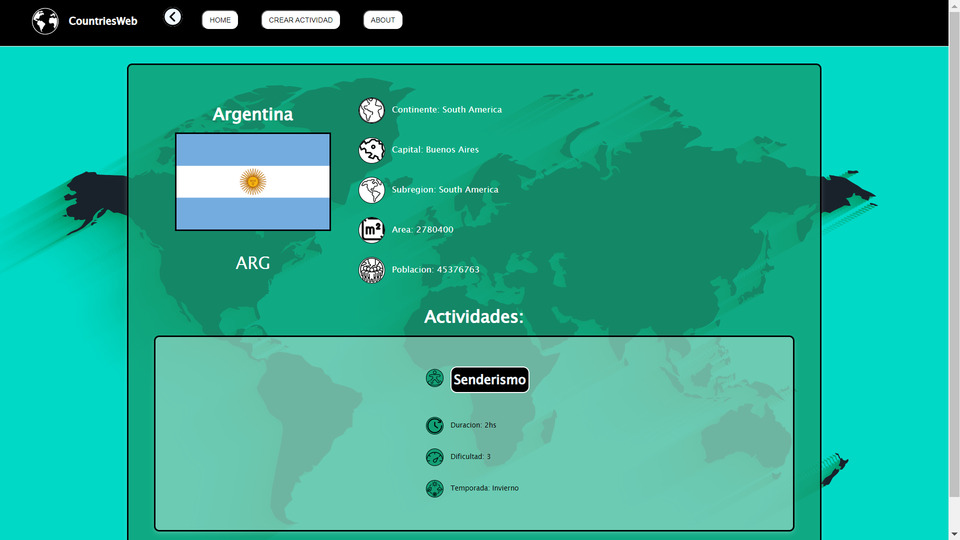 CountriesWeb
HOME
CREAR ACTIVIDAD
ABOUT
Argentina
ARG
Continente: South America
Capital: Buenos Aires
Subregion: South America
m²
Area: 2780400
Poblacion: 45376763
Actividades:
Senderismo
Duracion: 2hs
Dificultad: 3
Temporada: Invierno